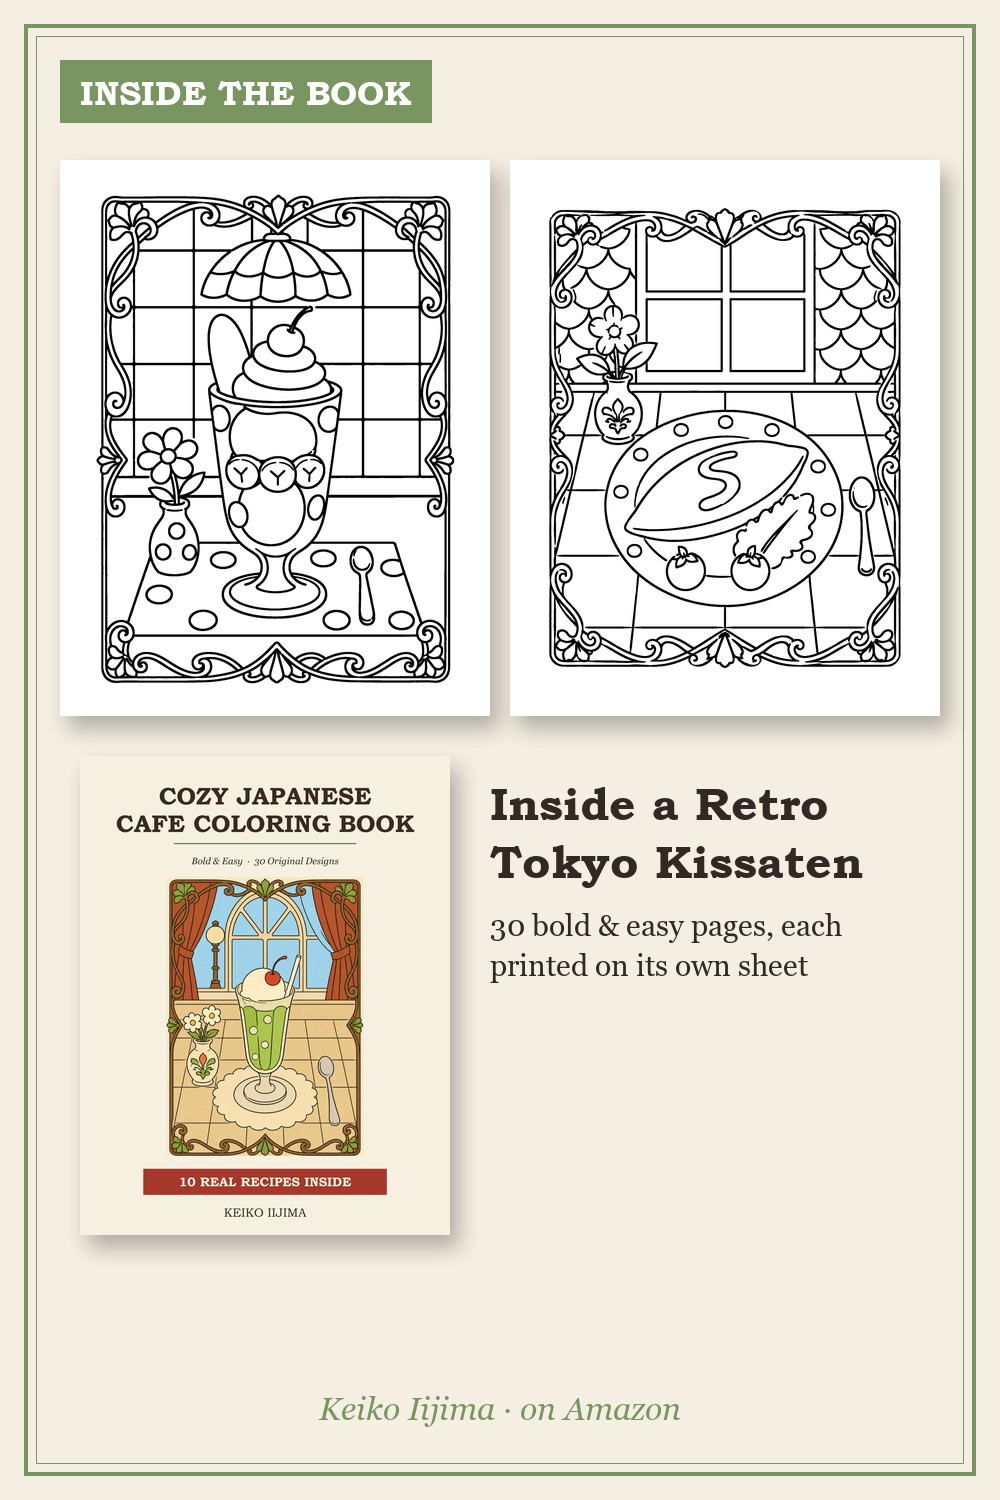 INSIDE THE BOOK
COZY JAPANESE
CAFE COLORING BOOK
Bold & Easy · 30 Original Designs
10 REAL RECIPES INSIDE
KEIKO IIJIMA
Inside a Retro
Tokyo Kissaten
30 bold & easy pages, each
printed on its own sheet
Keiko Iijima · on Amazon